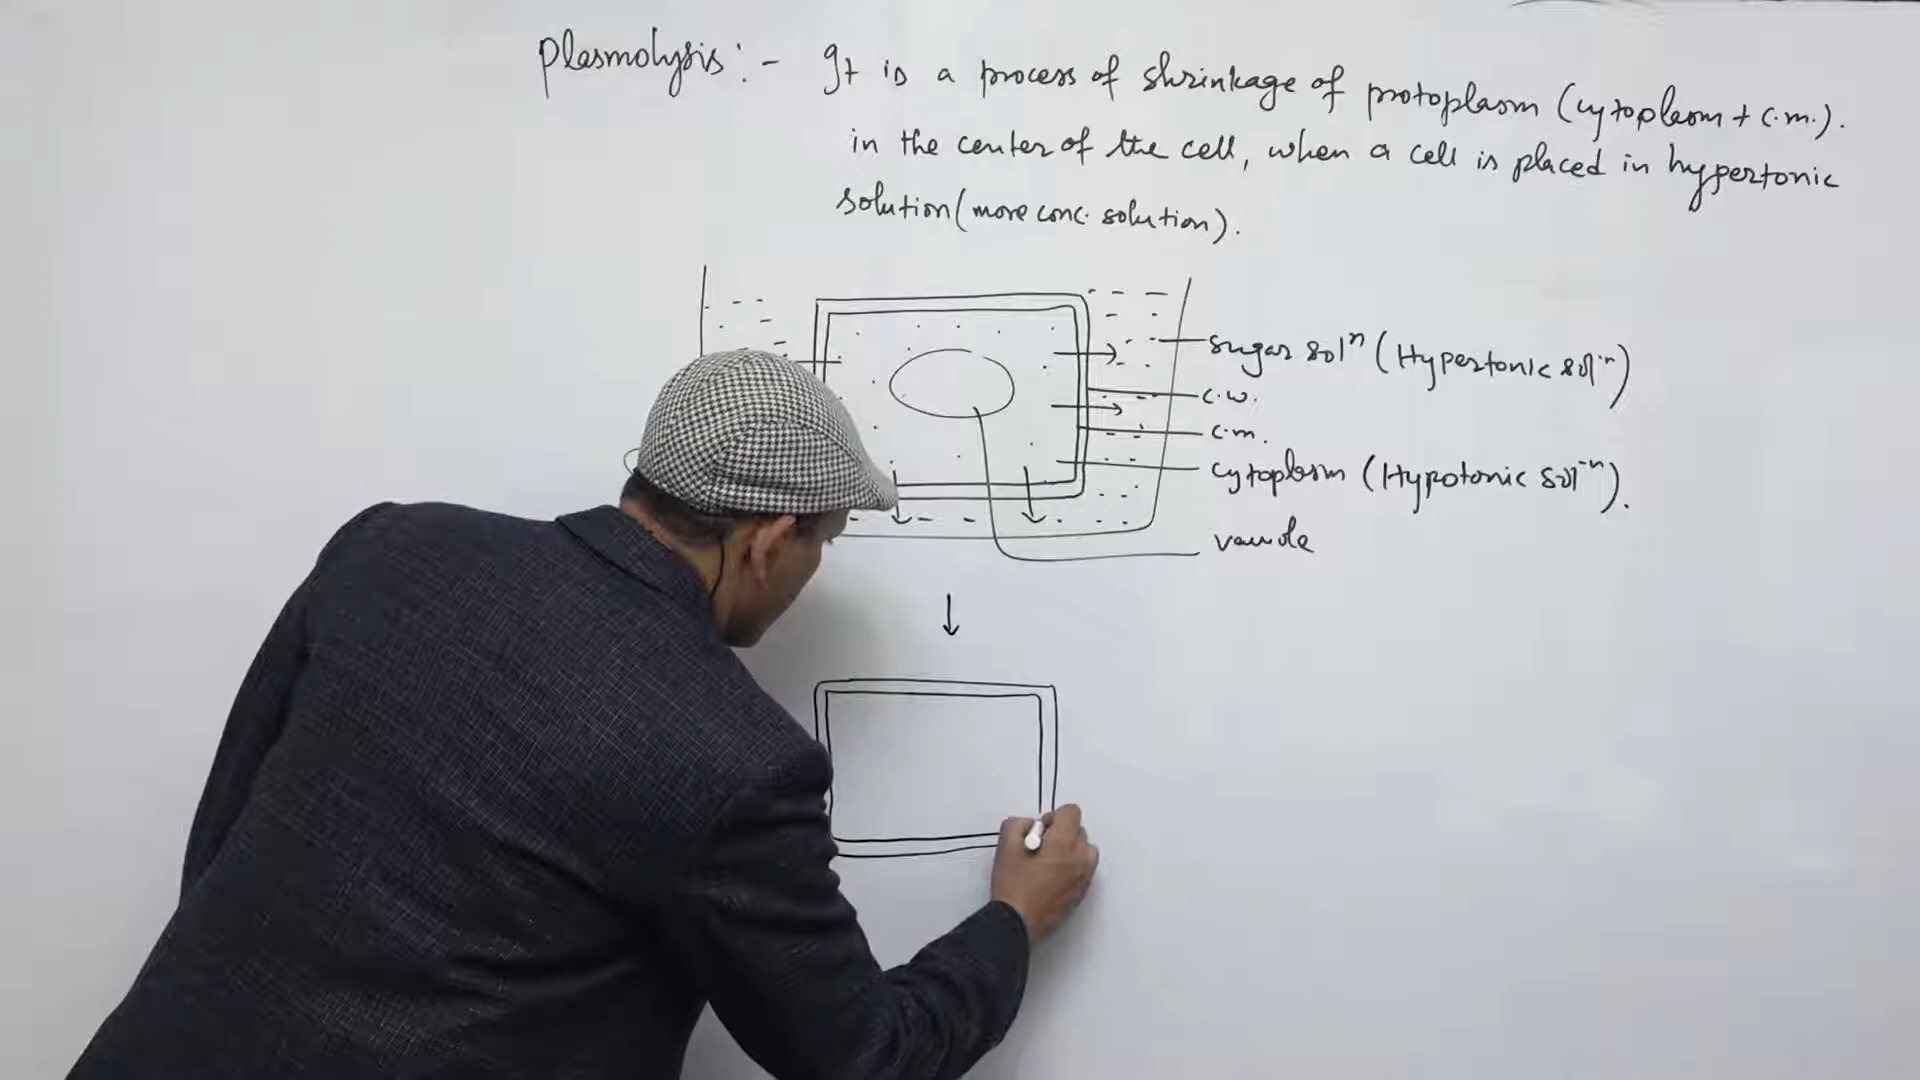 Plasmolysis :- It is a process of shrinkage of protoplasm (cytoplasm + c.m.).
in the center of the cell, when a cell is placed in hypertonic
solution (more conc. solution).
sugar solⁿ (Hypertonic solⁿ)
c.w.
c.m.
cytoplasm (Hypotonic solⁿ).
vacuole